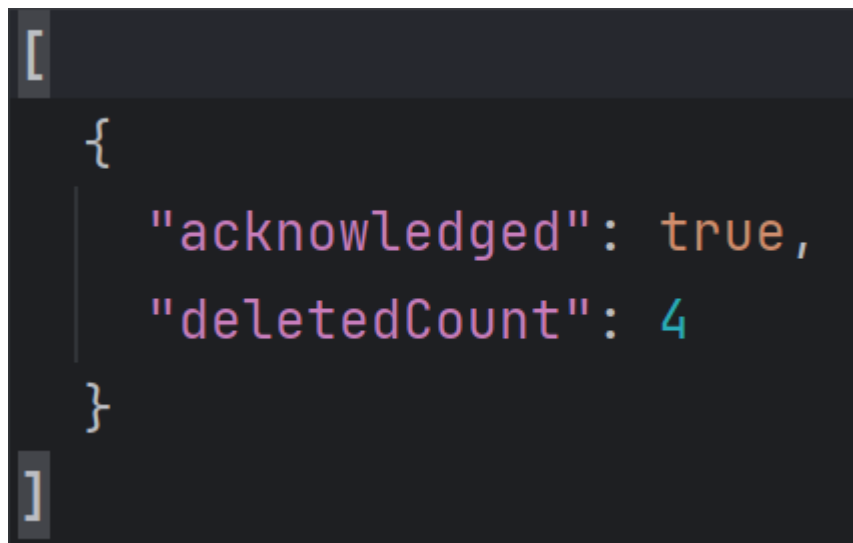 [
  {
    "acknowledged": true,
    "deletedCount": 4
  }
]